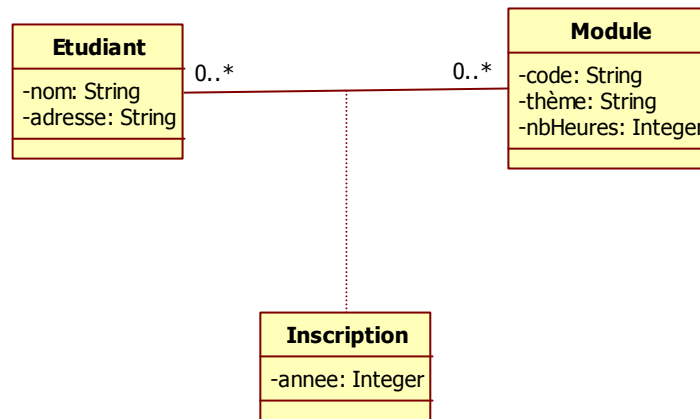 Etudiant
-nom: String
-adresse: String
0..*
0..*
Module
-code: String
-thème: String
-nbHeures: Integer
Inscription
-annee: Integer